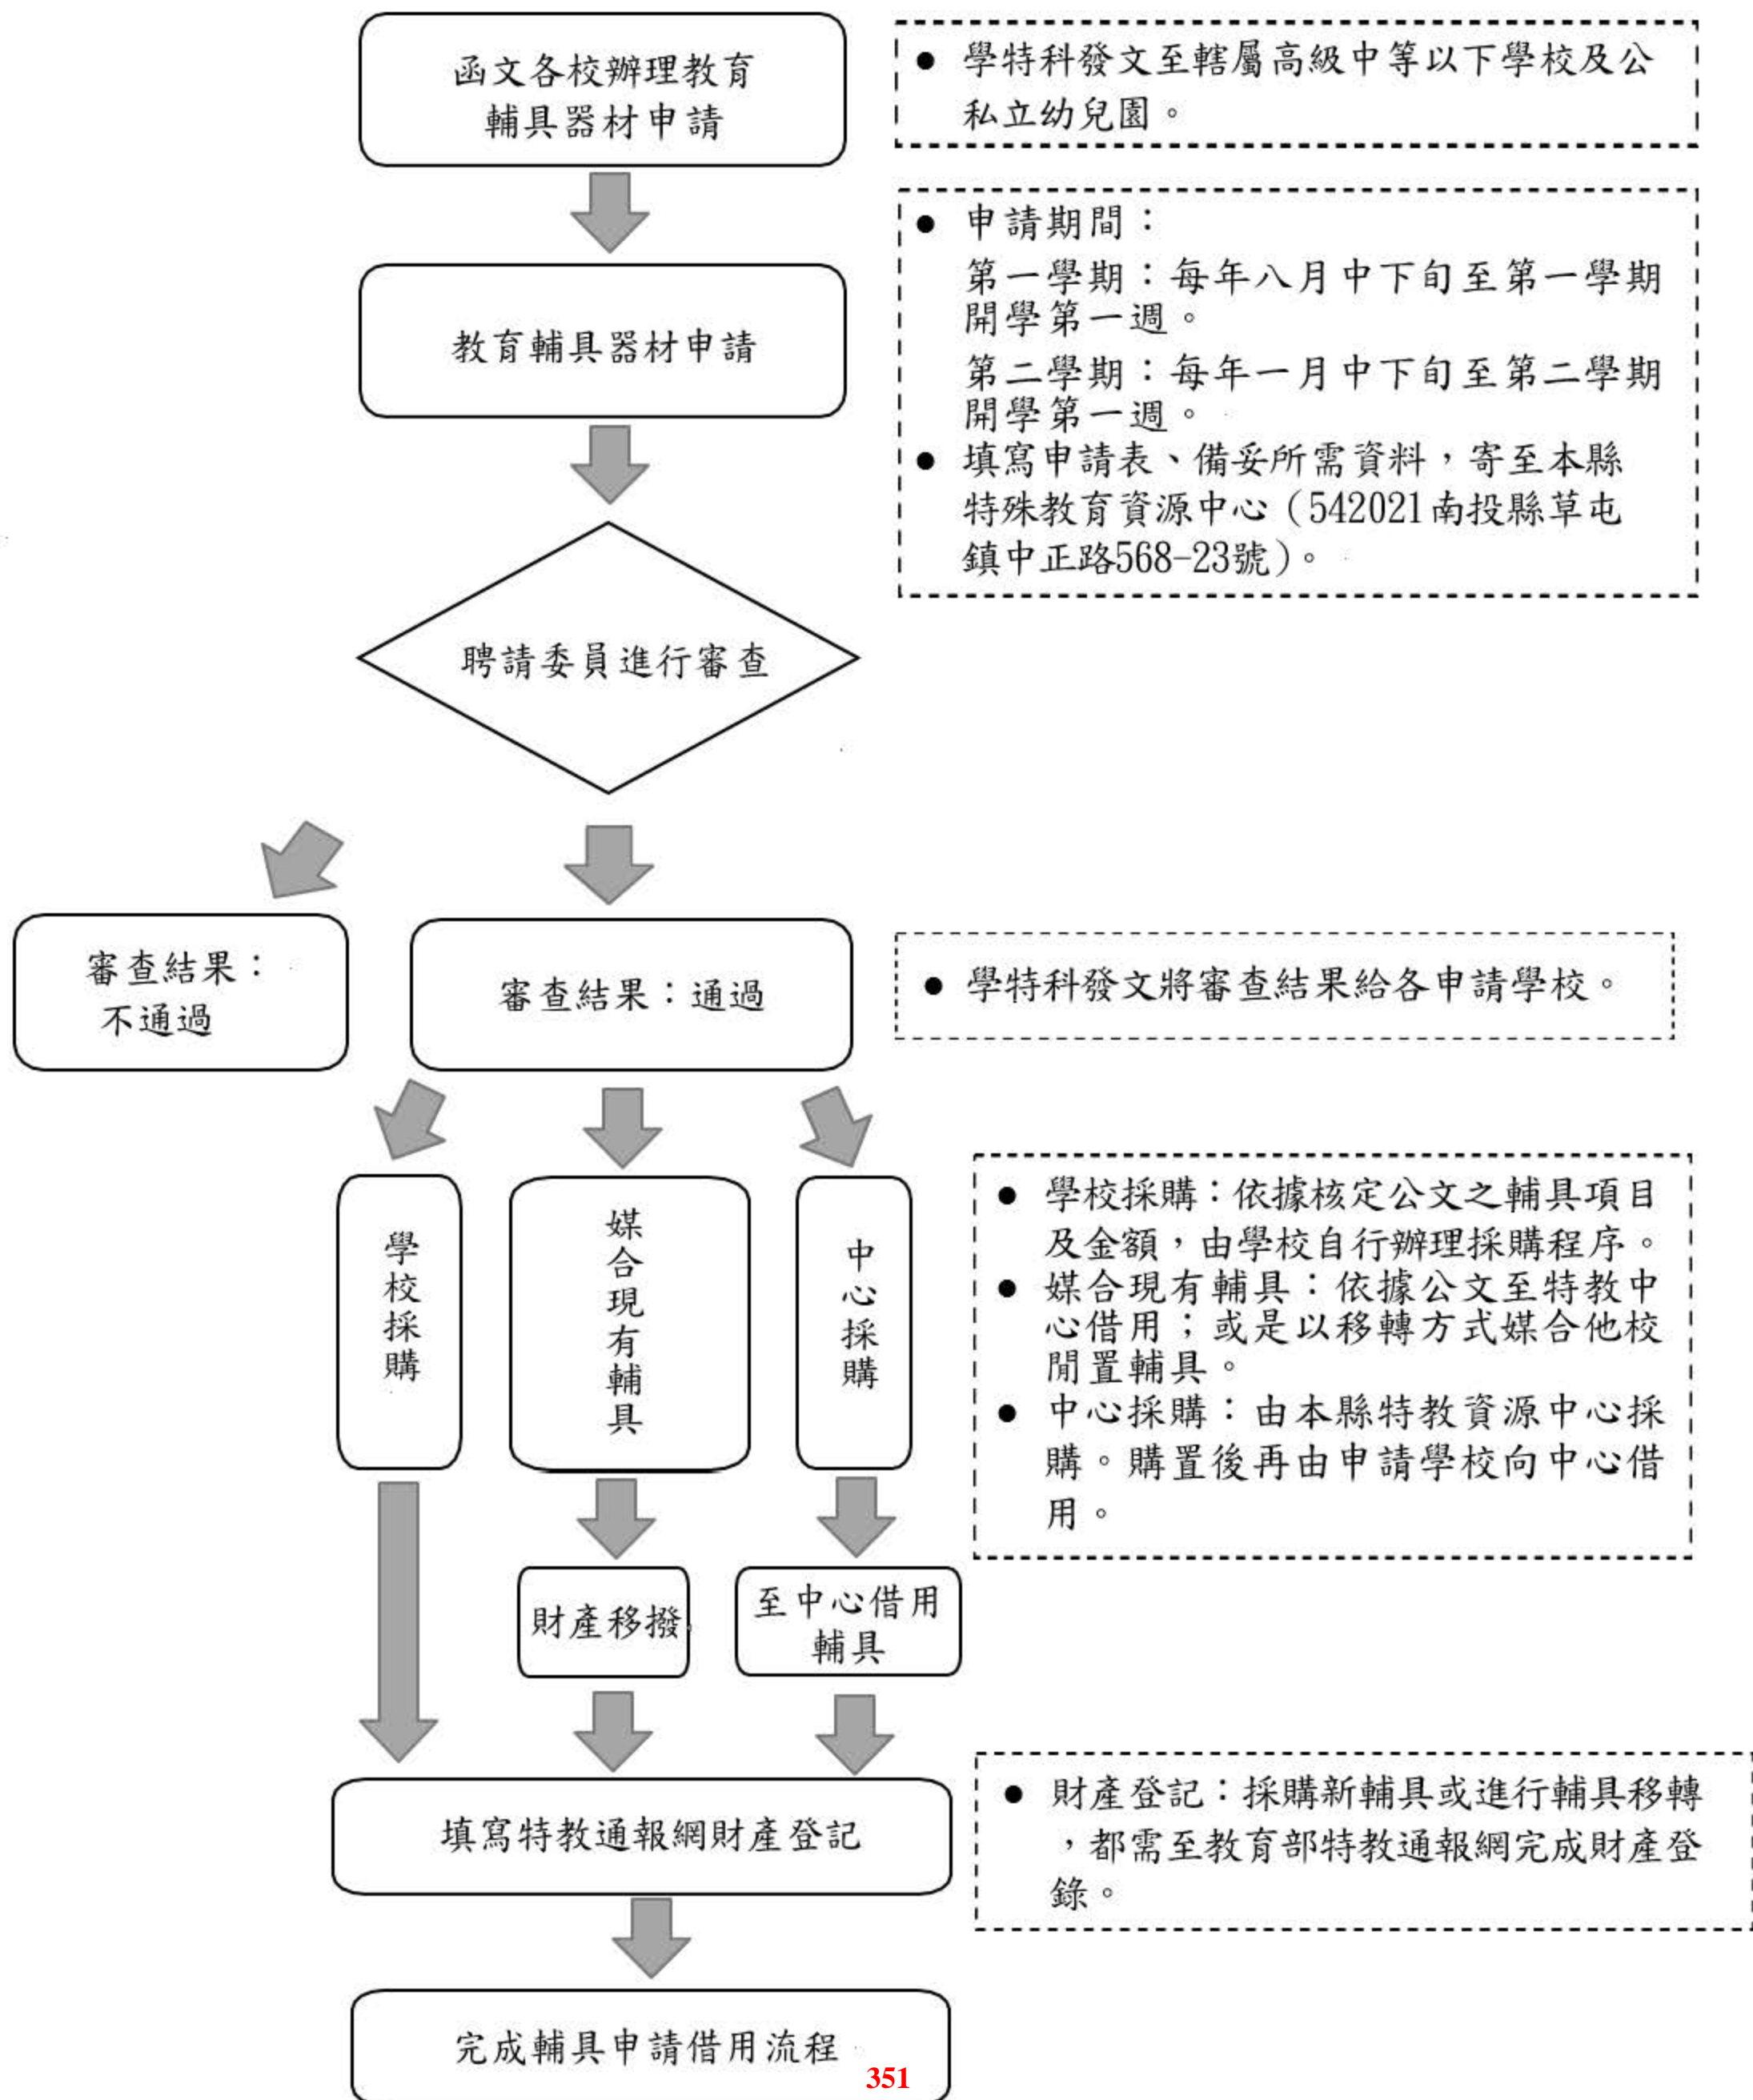 函文各校辦理教育
輔具器材申請
● 學特科發文至轄屬高級中等以下學校及公
私立幼兒園。
教育輔具器材申請
● 申請期間：
第一學期：每年八月中下旬至第一學期
開學第一週。
第二學期：每年一月中下旬至第二學期
開學第一週。
● 填寫申請表、備妥所需資料，寄至本縣
特殊教育資源中心（542021南投縣草屯
鎮中正路568-23號）。
聘請委員進行審查
審查結果：
不通過
審查結果：通過
● 學特科發文將審查結果給各申請學校。
學校採購
媒合現有輔具
中心採購
● 學校採購：依據核定公文之輔具項目
及金額，由學校自行辦理採購程序。
● 媒合現有輔具：依據公文至特教中
心借用；或是以移轉方式媒合他校
閒置輔具。
● 中心採購：由本縣特教資源中心採
購。購置後再由申請學校向中心借
用。
財產移撥
至中心借用
輔具
填寫特教通報網財產登記
● 財產登記：採購新輔具或進行輔具移轉
，都需至教育部特教通報網完成財產登
錄。
完成輔具申請借用流程
351